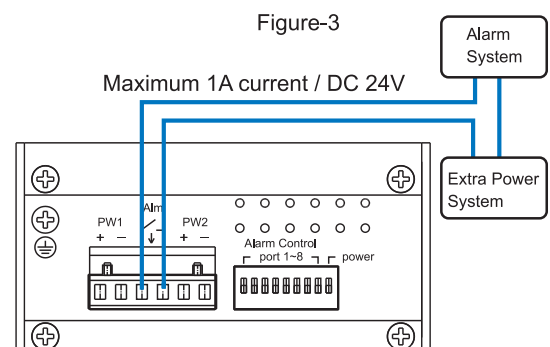 Figure-3
Alarm
System
Maximum 1A current / DC 24V
Extra Power
System
Alm
PW1
PW2
+ −
+ −
Alarm Control
port 1~8
power